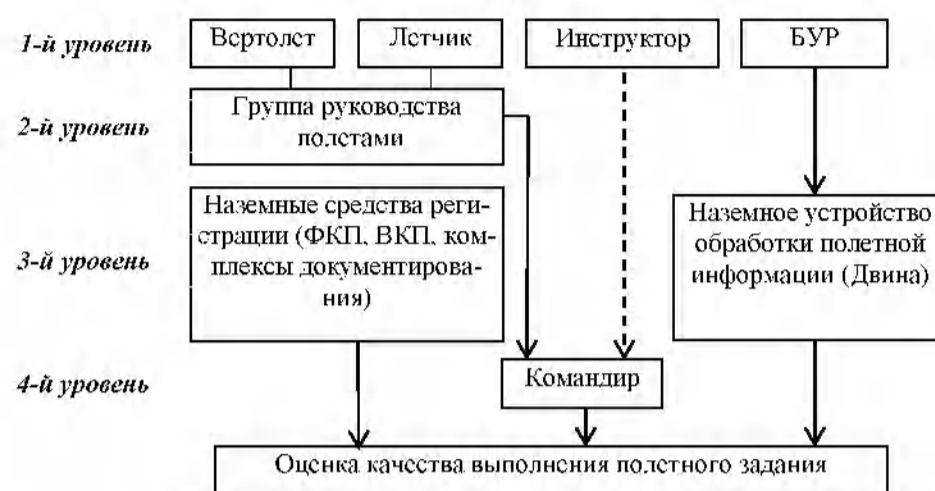 1-й уровень
Вертолет
Летчик
Инструктор
БУР
2-й уровень
Группа руководства
полетами
3-й уровень
Наземные средства реги-
страции (ФКП, ВКП, ком-
плексы документирова-
ния)
Наземное устройство
обработки полетной
информации (Двина)
4-й уровень
Командир
Оценка качества выполнения полетного задания